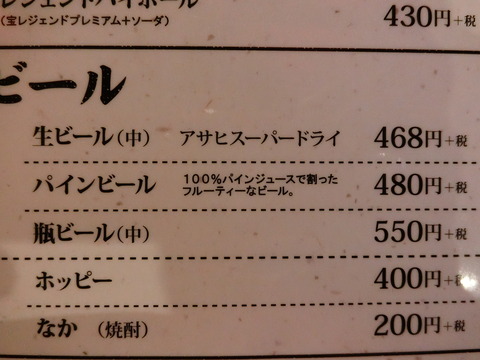 レジェンドハイボール
(宝レジェンドプレミアム+ソーダ) 430円+税
ビール
生ビール(中) アサヒスーパードライ 468円+税
パインビール 100%パインジュースで割った
フルーティーなビール。 480円+税
瓶ビール(中) 550円+税
ホッピー 400円+税
なか (焼酎) 200円+税